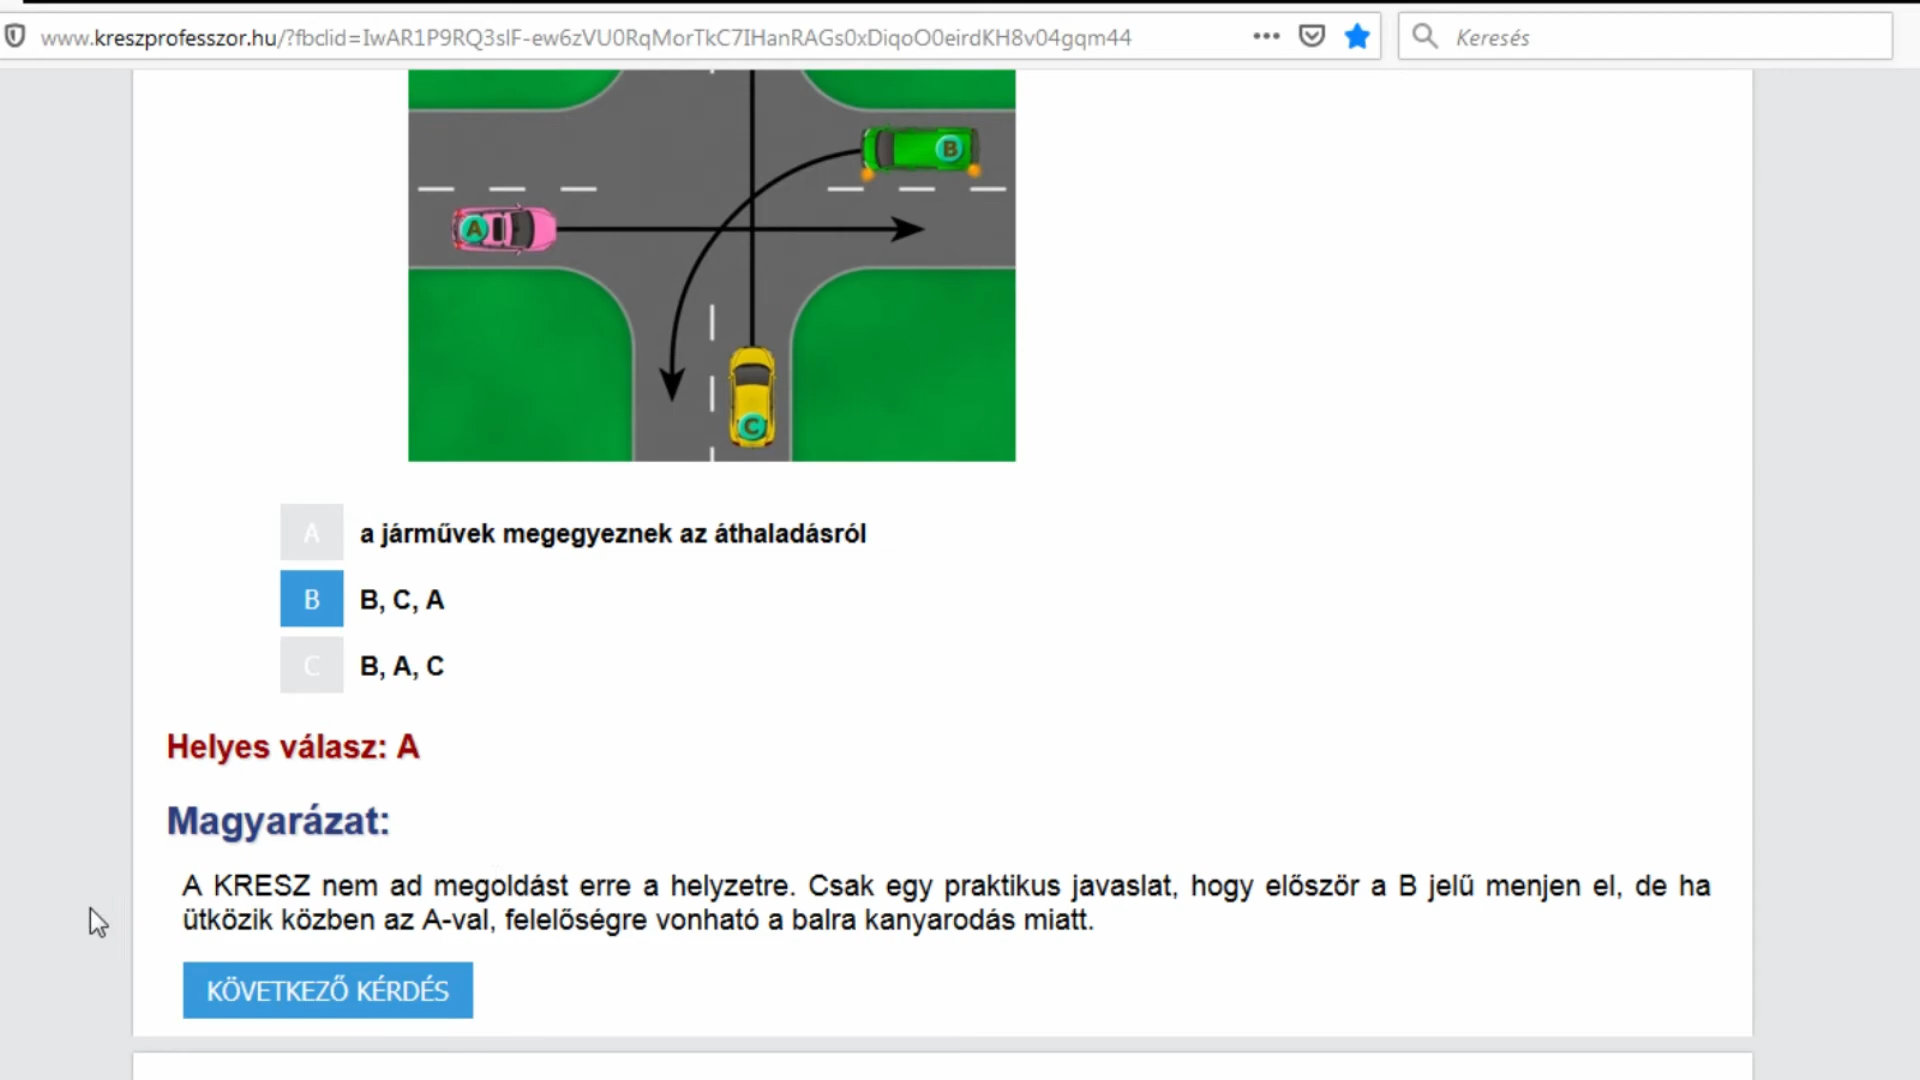 www.kreszprofesszor.hu/?fbclid=IwAR1P9RQ3slF-ew6zVU0RqMorTkC7IHanRAGs0xDiqoO0eirdKH8v04gqm44
Keresés
B
A
C
A a járművek megegyeznek az áthaladásról
B B, C, A
C B, A, C
Helyes válasz: A
Magyarázat:
A KRESZ nem ad megoldást erre a helyzetre. Csak egy praktikus javaslat, hogy először a B jelű menjen el, de ha
ütközik közben az A-val, felelőségre vonható a balra kanyarodás miatt.
KÖVETKEZŐ KÉRDÉS